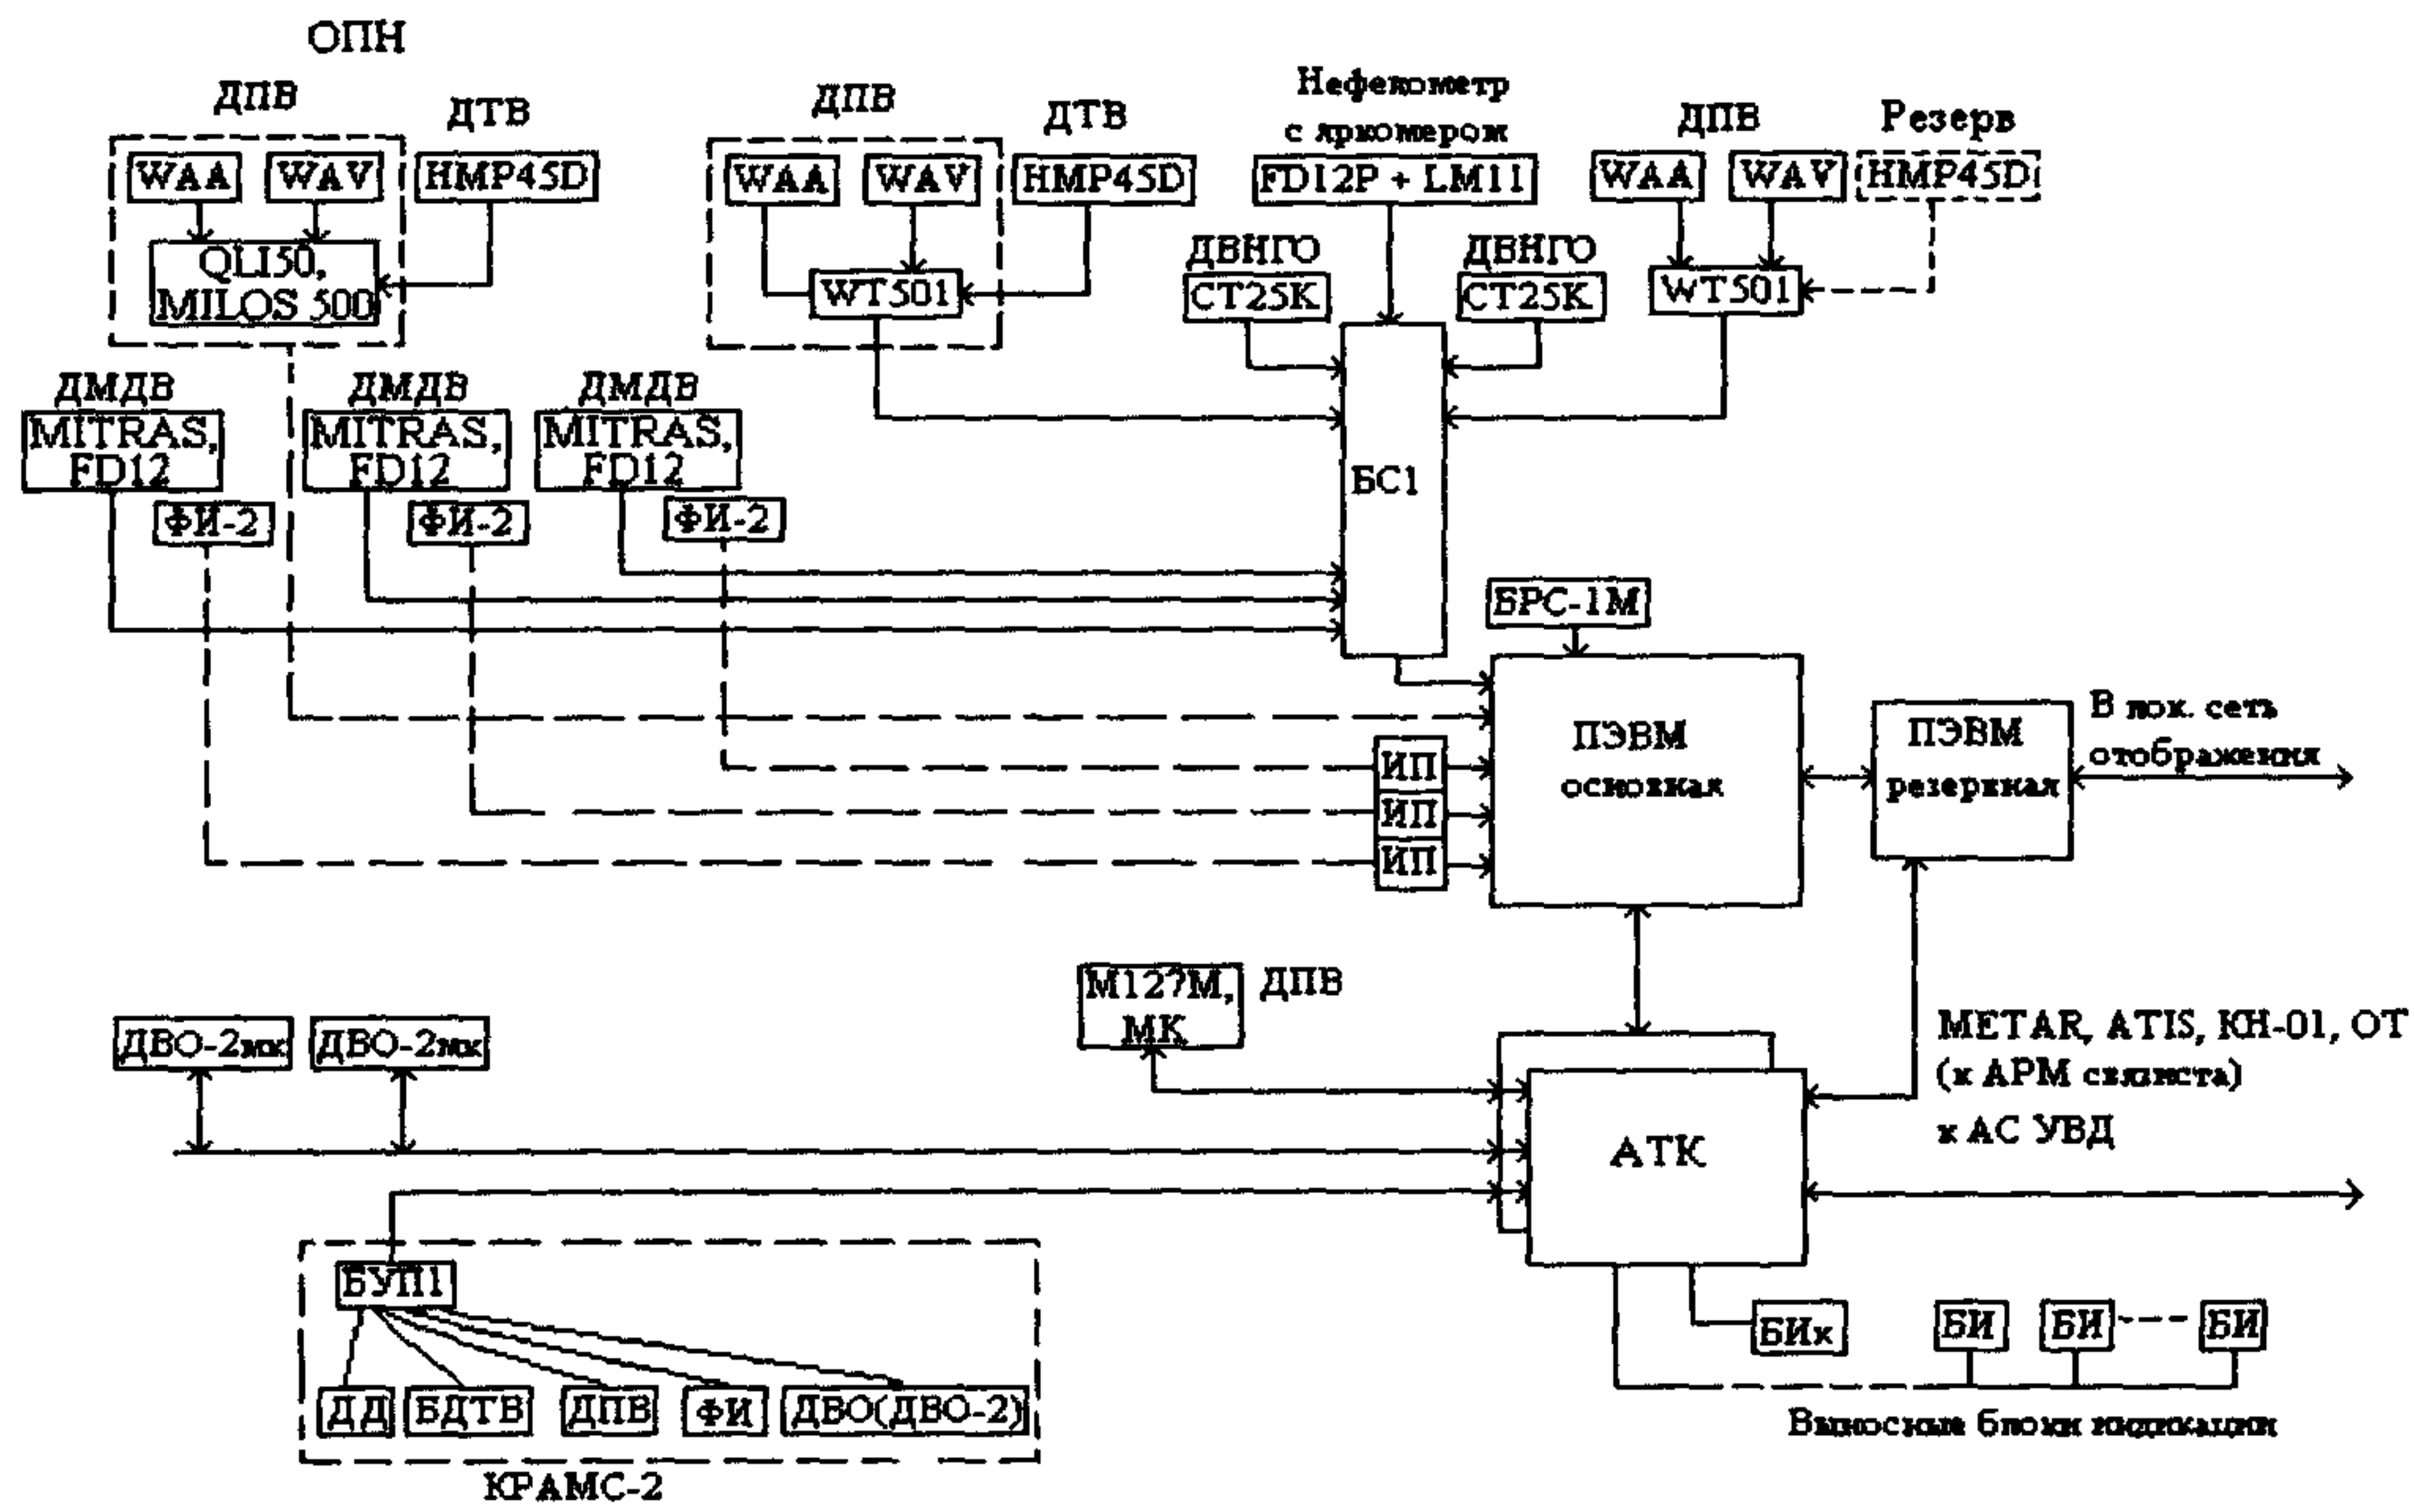 ОПН
ДПВ
ДТВ
ДПВ
ДТВ
Нефекометр
с яркомером
ДПВ
Резерв
WAA
WAV
HMP45D
WAA
WAV
HMP45D
FD12P + LM11
WAA
WAV
HMP45D
QLI50,
MILOS 500
WT501
ДВНГО
CT25K
ДВНГО
CT25K
WT501
ДМДВ
MITRAS,
FD12
ДМДВ
MITRAS,
FD12
ДМДВ
MITRAS,
FD12
ФИ-2
ФИ-2
ФИ-2
БС1
БРС-1М
ПЭВМ
основная
ПЭВМ
резервная
В лок. сеть
отображения
ИП
ИП
ИП
М127М,
МК
ДПВ
ДВО-2мк
ДВО-2мк
METAR, ATIS, КН-01, ОТ
(к АРМ связиста)
к АС УВД
АТК
БУП1
ДД
БДТВ
ДПВ
ФИ
ДВО(ДВО-2)
КРАМС-2
БИк
БИ
БИ
БИ
Выносные блоки индикации